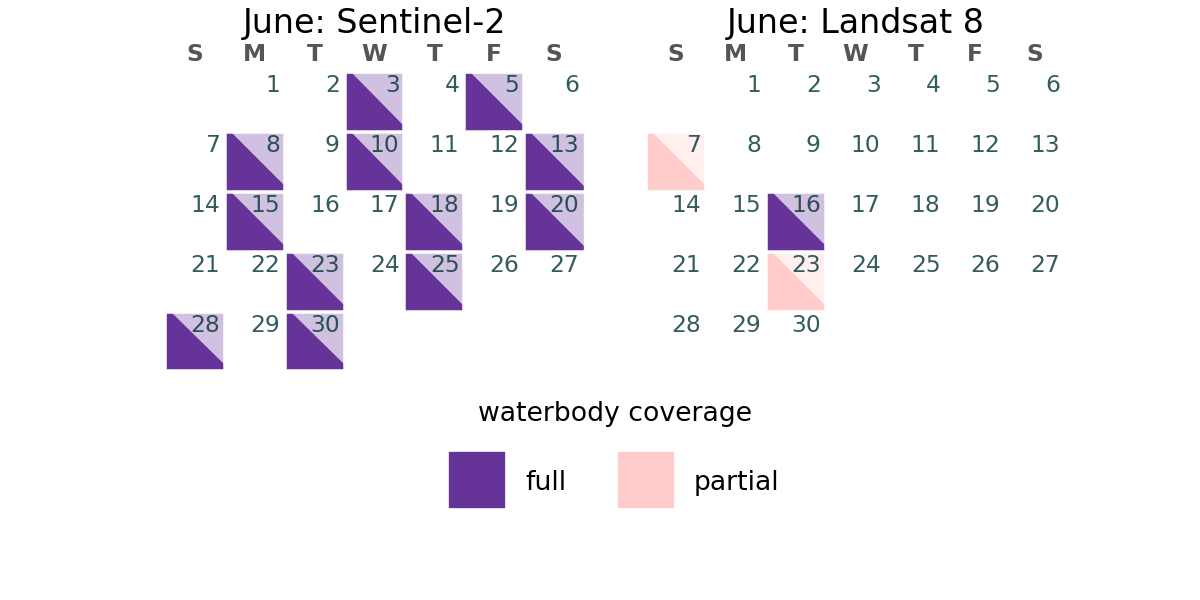 June: Sentinel-2
S M T W T F S
1 2 3 4 5 6
7 8 9 10 11 12 13
14 15 16 17 18 19 20
21 22 23 24 25 26 27
28 29 30
June: Landsat 8
S M T W T F S
1 2 3 4 5 6
7 8 9 10 11 12 13
14 15 16 17 18 19 20
21 22 23 24 25 26 27
28 29 30
waterbody coverage
full partial